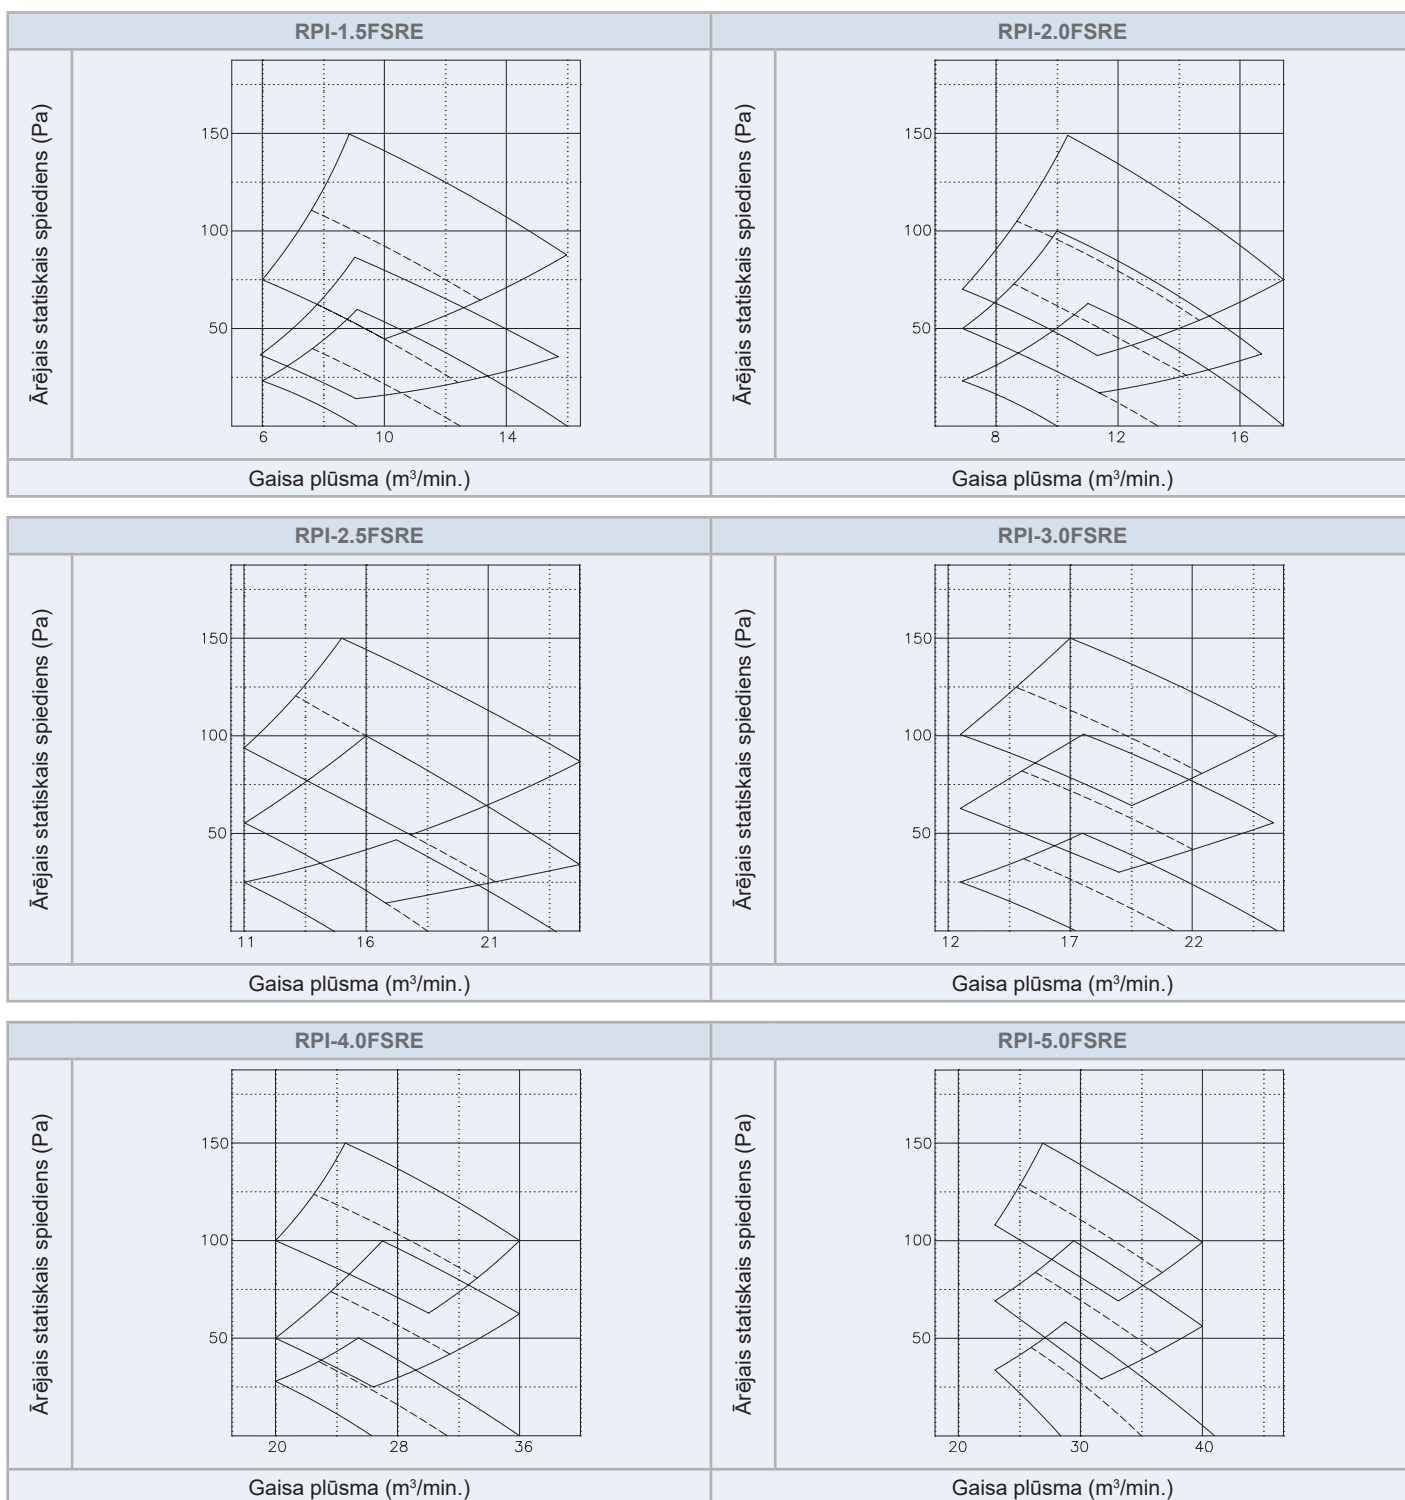 RPI-1.5FSRE
RPI-2.0FSRE
Ārējais statiskais spiediens (Pa)
150
100
50
6 10 14
Ārējais statiskais spiediens (Pa)
150
100
50
8 12 16
Gaisa plūsma (m³/min.)
Gaisa plūsma (m³/min.)
RPI-2.5FSRE
RPI-3.0FSRE
Ārējais statiskais spiediens (Pa)
150
100
50
11 16 21
Ārējais statiskais spiediens (Pa)
150
100
50
12 17 22
Gaisa plūsma (m³/min.)
Gaisa plūsma (m³/min.)
RPI-4.0FSRE
RPI-5.0FSRE
Ārējais statiskais spiediens (Pa)
150
100
50
20 28 36
Ārējais statiskais spiediens (Pa)
150
100
50
20 30 40
Gaisa plūsma (m³/min.)
Gaisa plūsma (m³/min.)